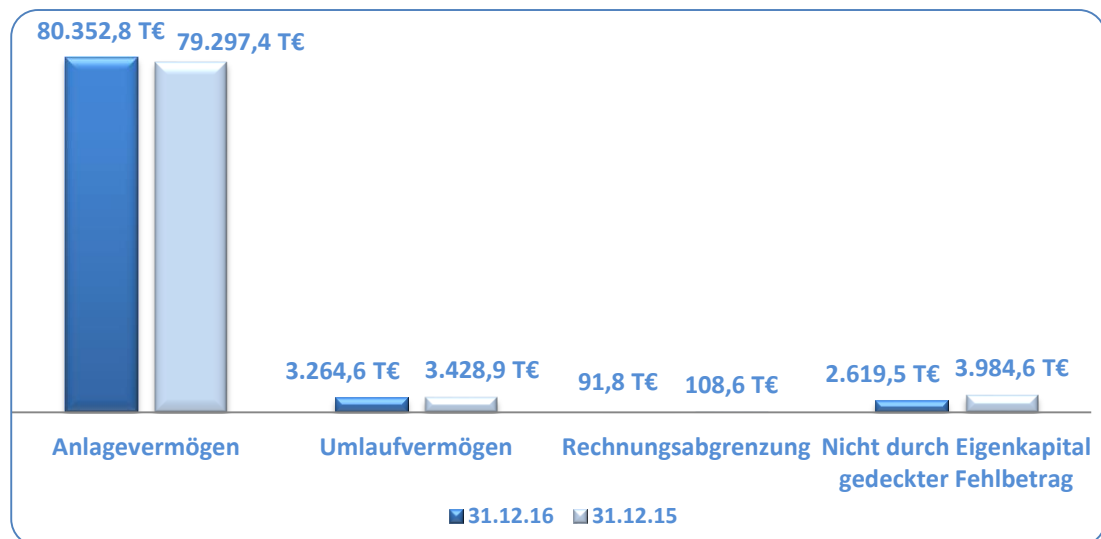 80.352,8 T€
79.297,4 T€
3.264,6 T€
3.428,9 T€
91,8 T€
108,6 T€
2.619,5 T€
3.984,6 T€
Anlagevermögen
Umlaufvermögen
Rechnungsabgrenzung
Nicht durch Eigenkapital
gedeckter Fehlbetrag
31.12.16
31.12.15